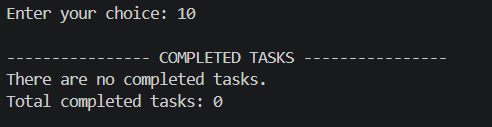 Enter your choice: 10
---------------- COMPLETED TASKS ----------------
There are no completed tasks.
Total completed tasks: 0